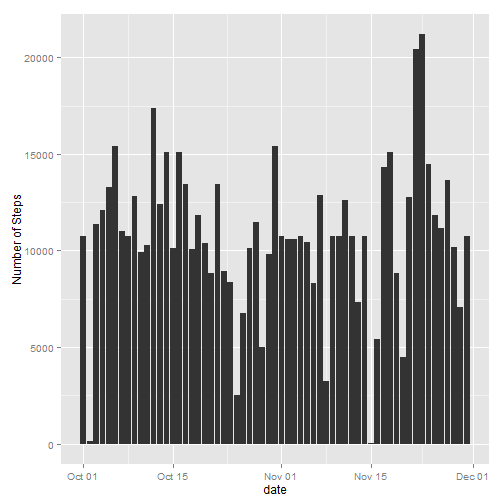 Number of Steps
20000
15000
10000
5000
0
Oct 01
Oct 15
Nov 01
Nov 15
Dec 01
date